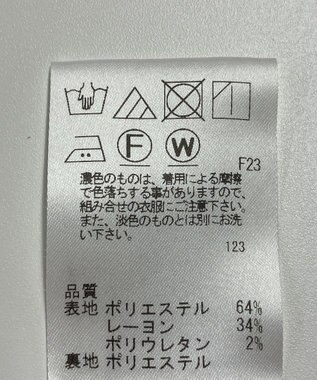 F W
F23
濃色のものは、着用による摩擦
で色落ちする事がありますので、
組み合せの衣服にご注意下さい。
また、淡色のものとは別にお洗
い下さい。
123
品質
表地 ポリエステル 64%
レーヨン 34%
ポリウレタン 2%
裏地 ポリエステル